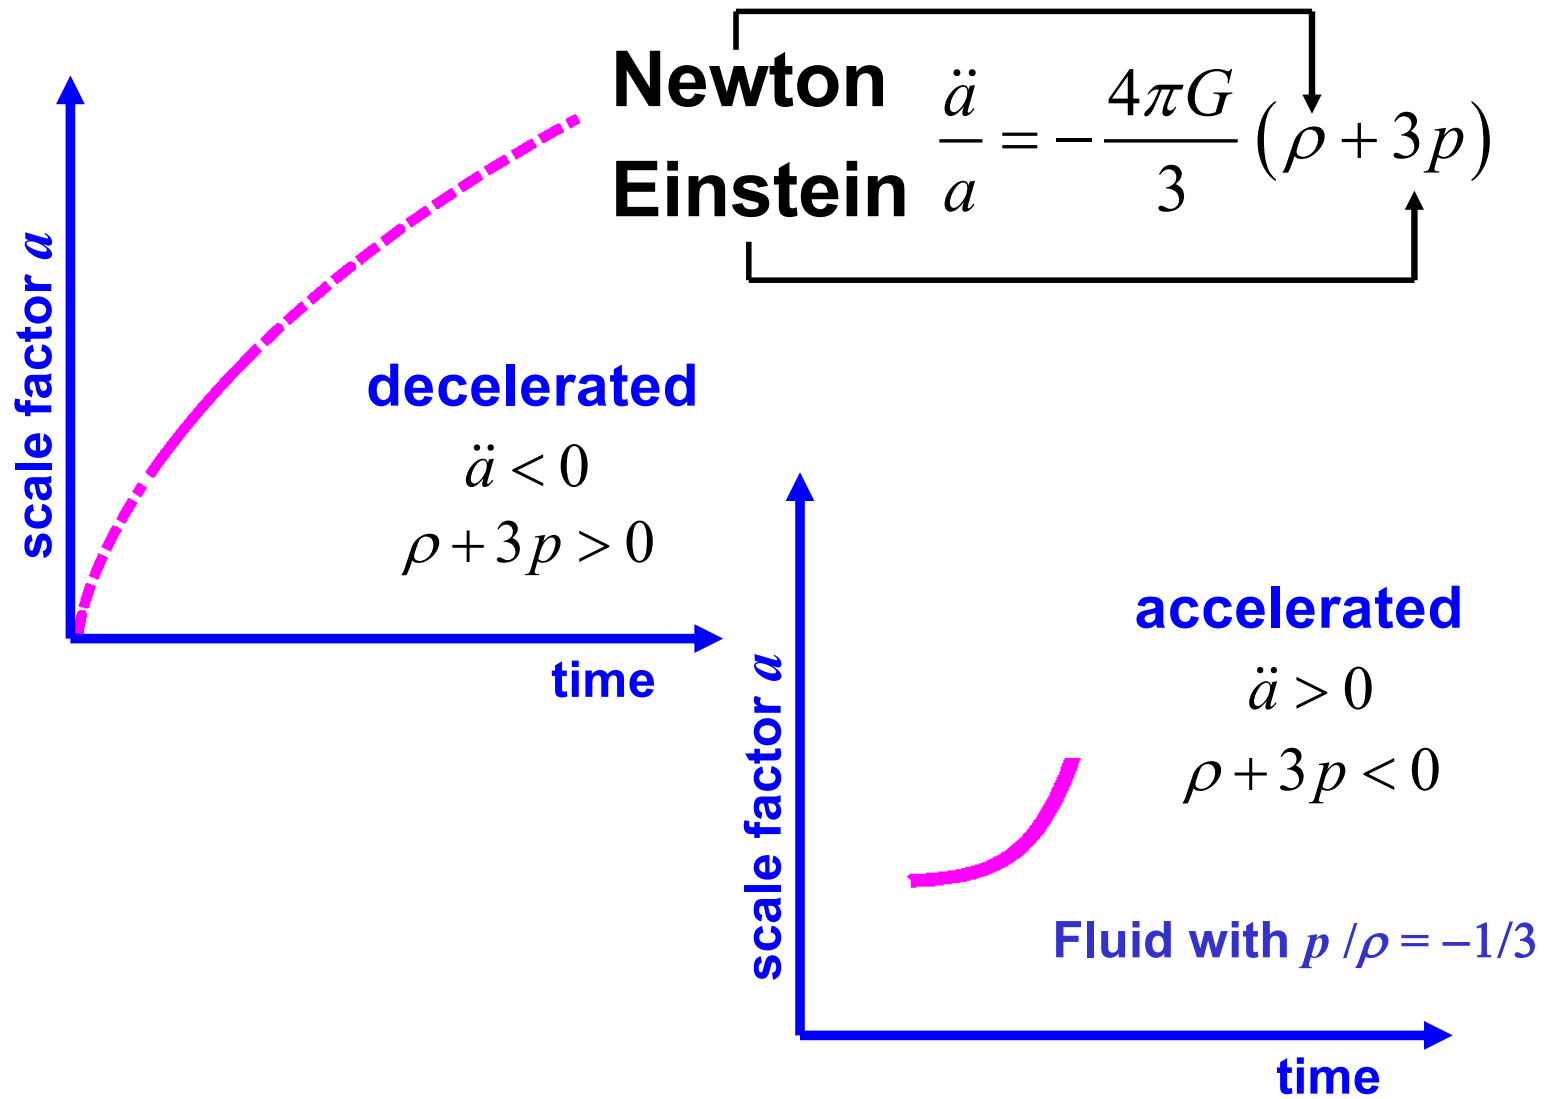 Newton
Einstein
ä/a = − 4πG/3 (ρ + 3p)
scale factor a
decelerated
ä < 0
ρ + 3p > 0
time
scale factor a
accelerated
ä > 0
ρ + 3p < 0
Fluid with p /ρ = −1/3
time